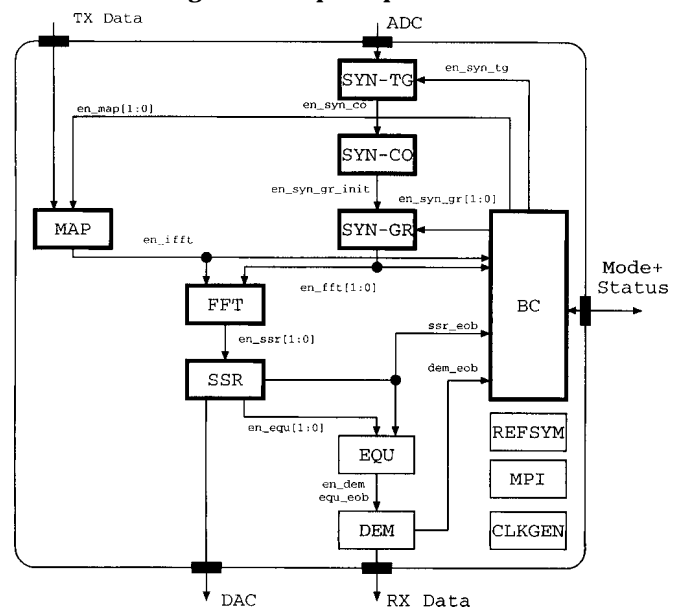 TX Data
ADC
en_syn_tg
SYN-TG
en_syn_co
en_map[1:0]
SYN-CO
en_syn_gr_init
en_syn_gr[1:0]
MAP
SYN-GR
en_ifft
Mode+
Status
en_fft[1:0]
FFT
BC
en_ssr[1:0]
ssr_eob
SSR
dem_eob
en_equ[1:0]
REFSYM
EQU
MPI
en_dem
equ_eob
DEM
CLKGEN
DAC
RX Data